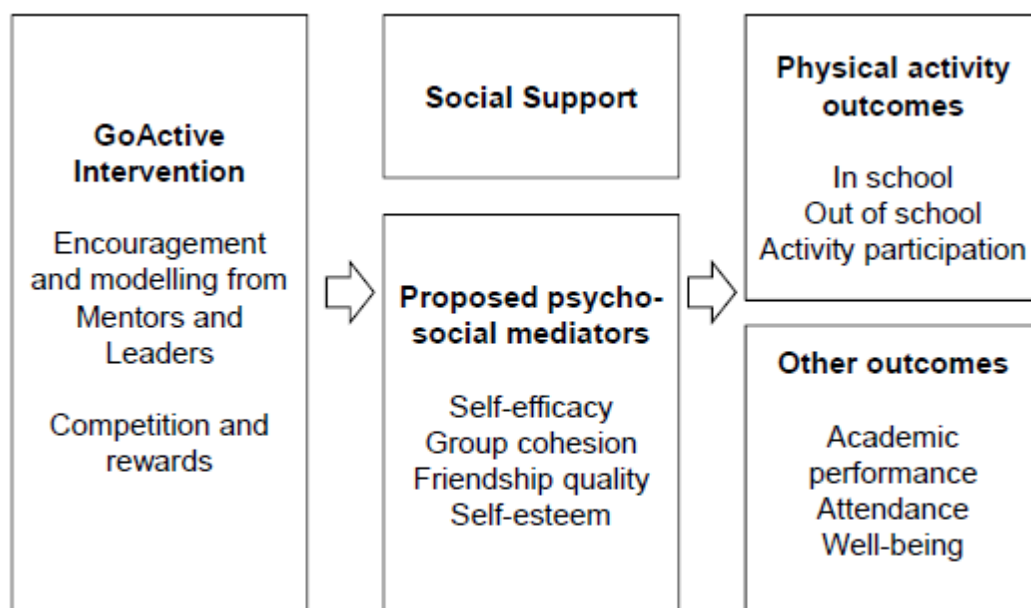 GoActive
Intervention
Encouragement
and modelling from
Mentors and
Leaders
Competition and
rewards
Social Support
Proposed psycho-
social mediators
Self-efficacy
Group cohesion
Friendship quality
Self-esteem
Physical activity
outcomes
In school
Out of school
Activity participation
Other outcomes
Academic
performance
Attendance
Well-being